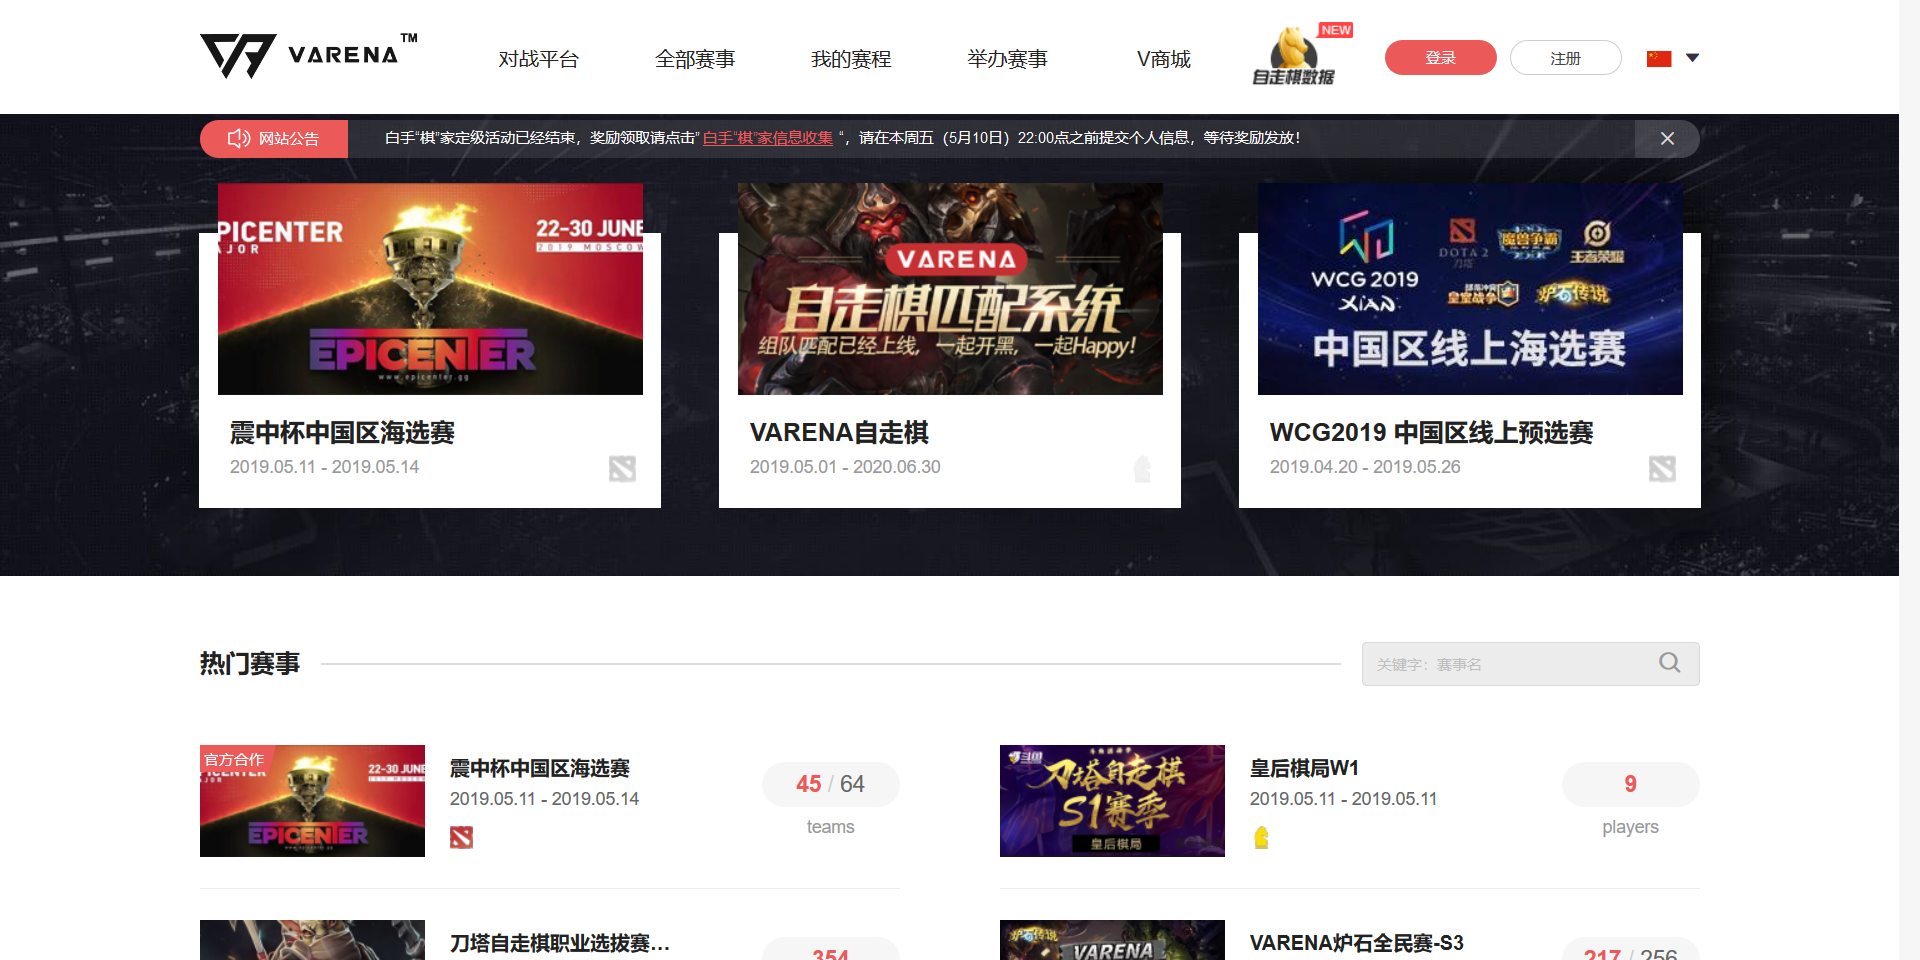 VARENA™
对战平台
全部赛事
我的赛程
举办赛事
V商城
NEW
自走棋数据
登录
注册
网站公告
白手“棋”家定级活动已经结束，奖励领取请点击” 白手“棋”家信息收集 “，请在本周五（5月10日）22:00点之前提交个人信息，等待奖励发放！
PICENTER
AJOR
22-30 JUNE
2019 MOSCOW
EPICENTER
www.epicenter.gg
VARENA
自走棋匹配系统
组队匹配已经上线，一起开黑，一起Happy!
WCG 2019
XI'AN
DOTA 2
刀塔
魔兽争霸
王者荣耀
皇室战争
炉石传说
中国区线上海选赛
震中杯中国区海选赛
2019.05.11 - 2019.05.14
VARENA自走棋
2019.05.01 - 2020.06.30
WCG2019 中国区线上预选赛
2019.04.20 - 2019.05.26
热门赛事
关键字：赛事名
官方合作
22-30 JUNE
EPICENTER
震中杯中国区海选赛
2019.05.11 - 2019.05.14
45 / 64
teams
斗鱼
刀塔自走棋
S1赛季
皇后棋局
皇后棋局W1
2019.05.11 - 2019.05.11
9
players
刀塔自走棋职业选拔赛...
354
炉石传说
VARENA
VARENA炉石全民赛-S3
217 / 256